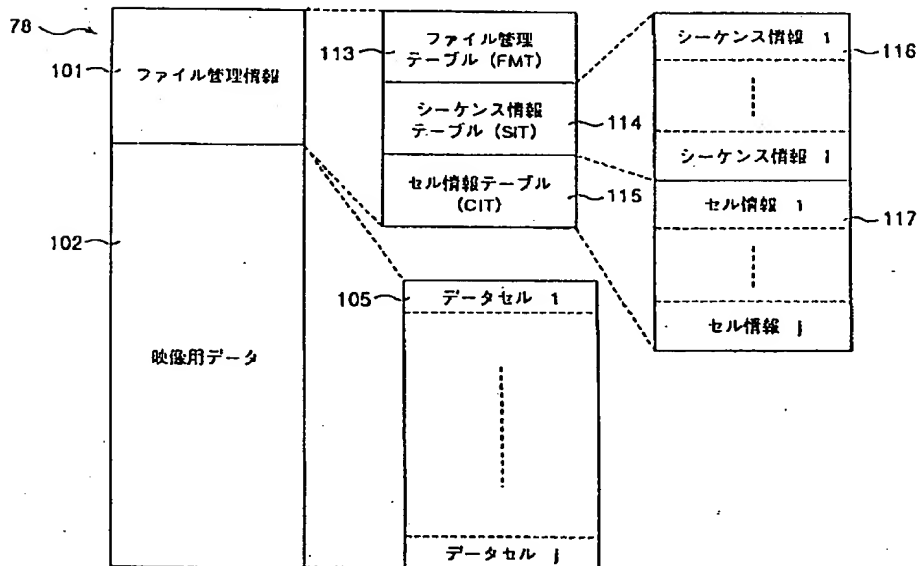 78
101
ファイル管理情報
102
映像用データ
113
ファイル管理
テーブル (FMT)
シーケンス情報
テーブル (SIT)
114
セル情報テーブル
(CIT)
115
105
データセル 1
データセル j
シーケンス情報 1
116
シーケンス情報 i
セル情報 1
117
セル情報 j